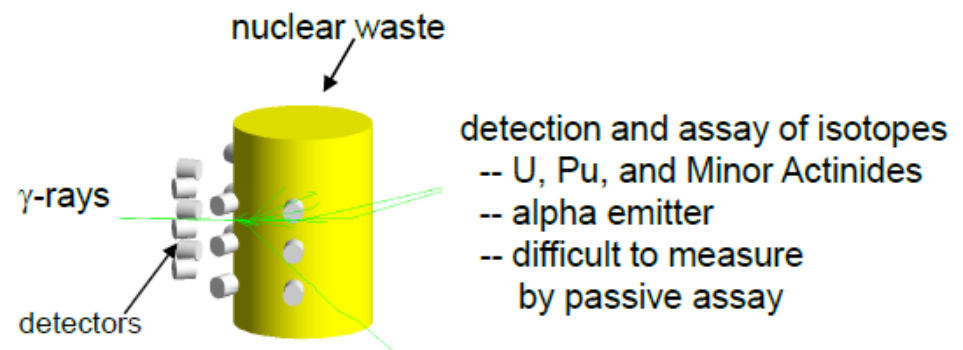 nuclear waste
detection and assay of isotopes
-- U, Pu, and Minor Actinides
γ-rays
-- alpha emitter
-- difficult to measure
by passive assay
detectors